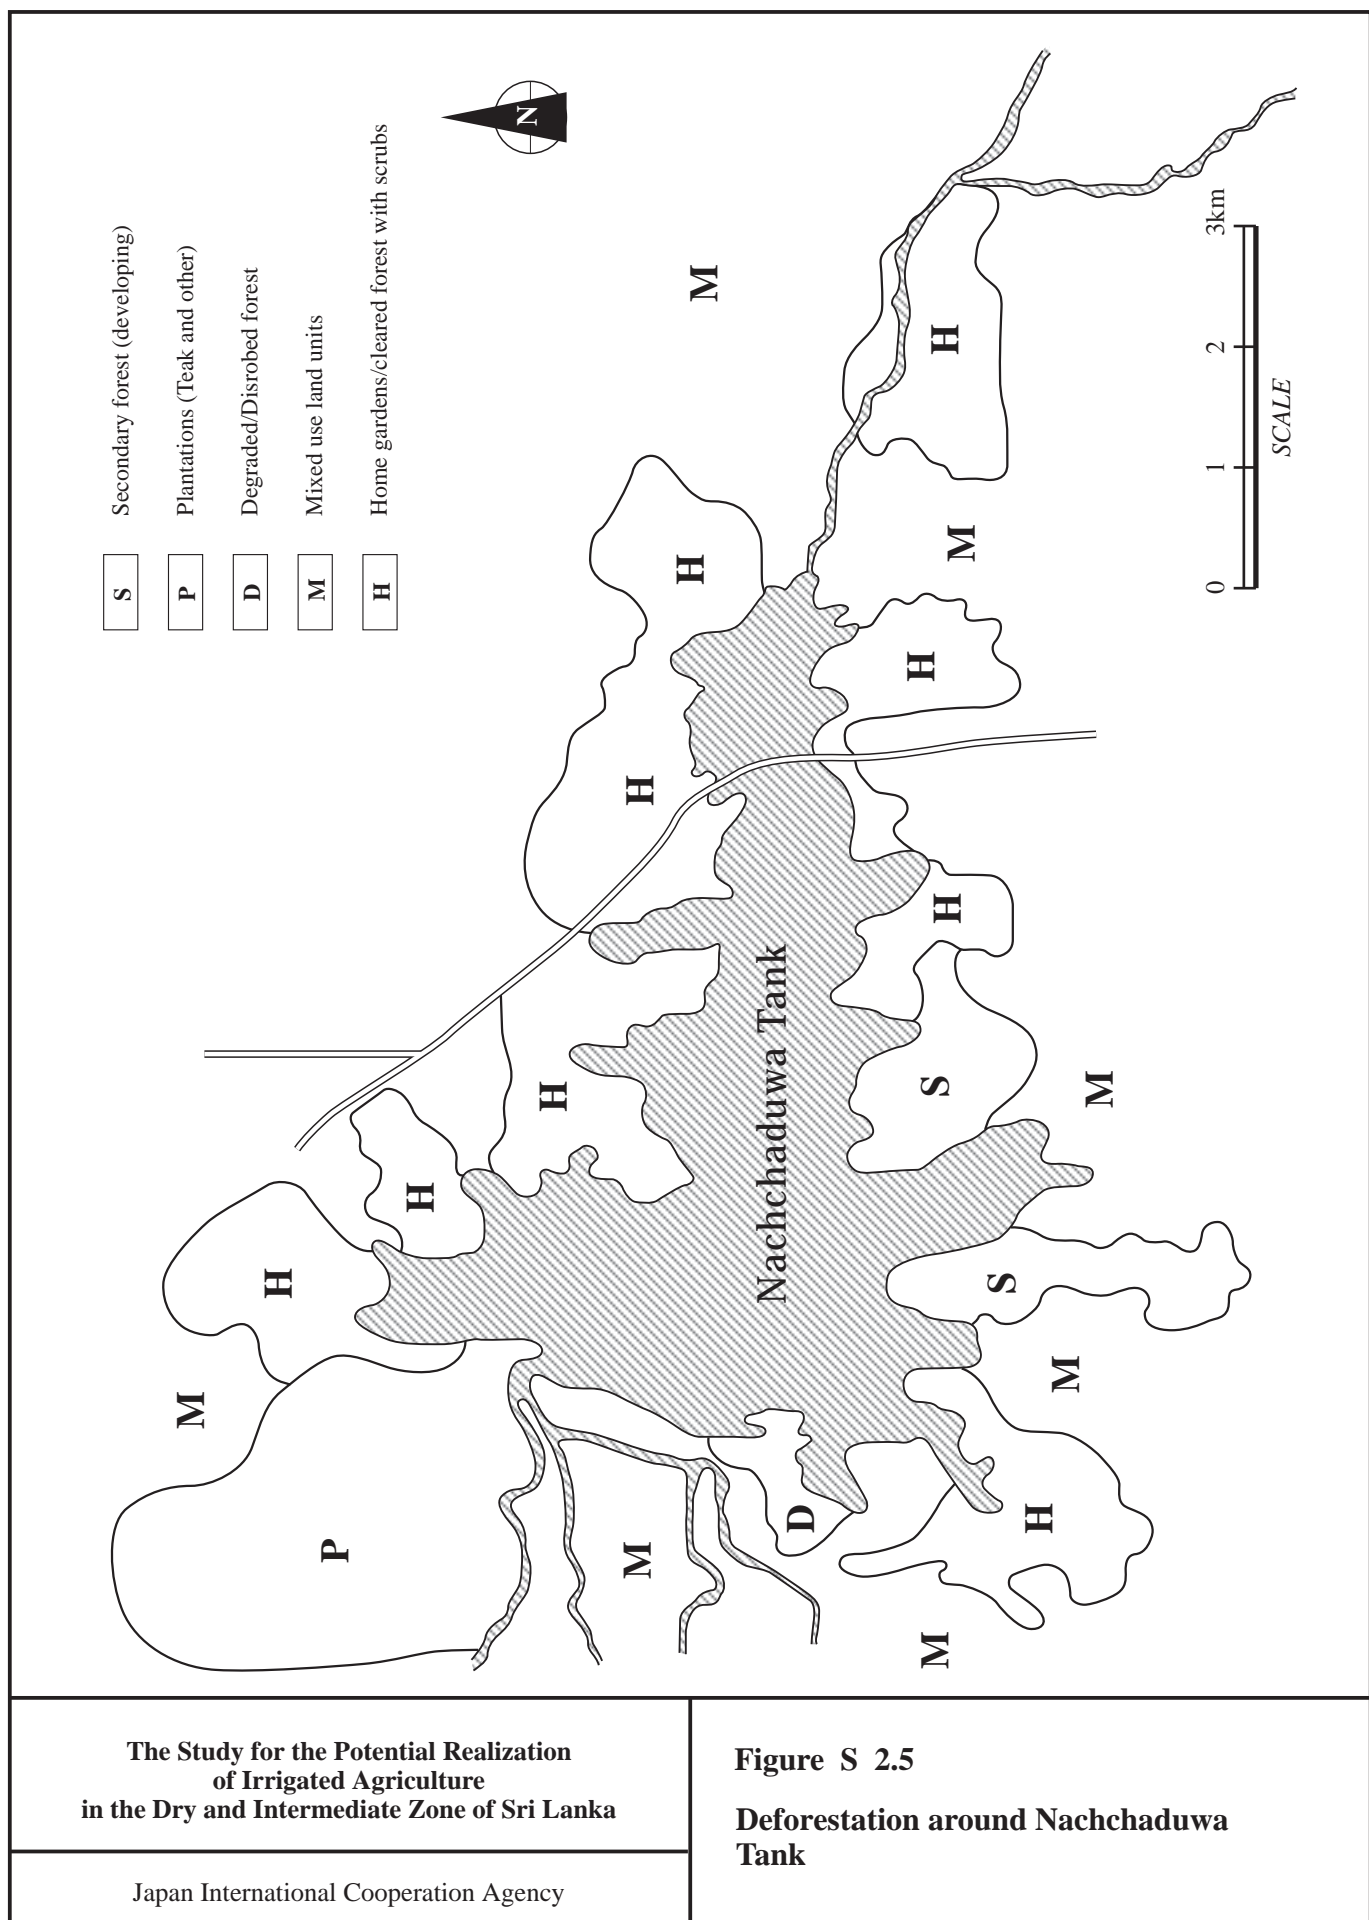 S Secondary forest (developing)
P Plantations (Teak and other)
D Degraded/Disrobed forest
M Mixed use land units
H Home gardens/cleared forest with scrubs
N
M
H
H
M
H
H
H
H
H
H
M
P
M
D
M
H
M
S
M
S
H
Nachchaduwa Tank
0 1 2 3km
SCALE
The Study for the Potential Realization
of Irrigated Agriculture
in the Dry and Intermediate Zone of Sri Lanka
Japan International Cooperation Agency
Figure S 2.5
Deforestation around Nachchaduwa
Tank